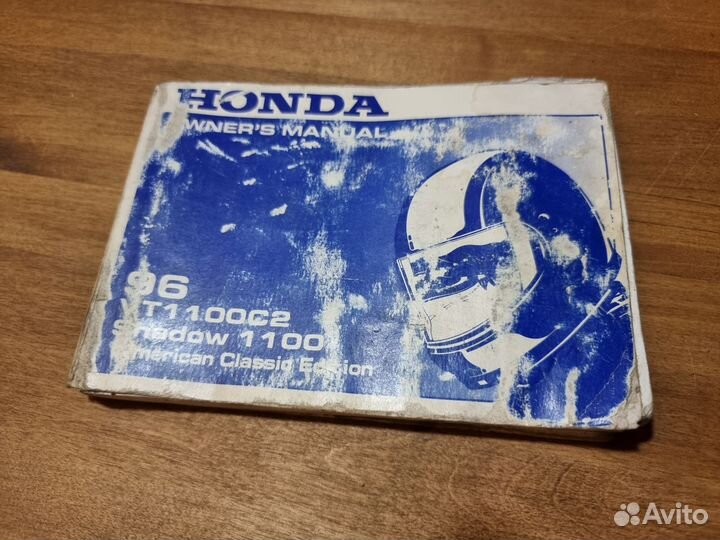 HONDA
OWNER'S MANUAL
96
VT1100C2
Shadow 1100
American Classic Edition
Avito